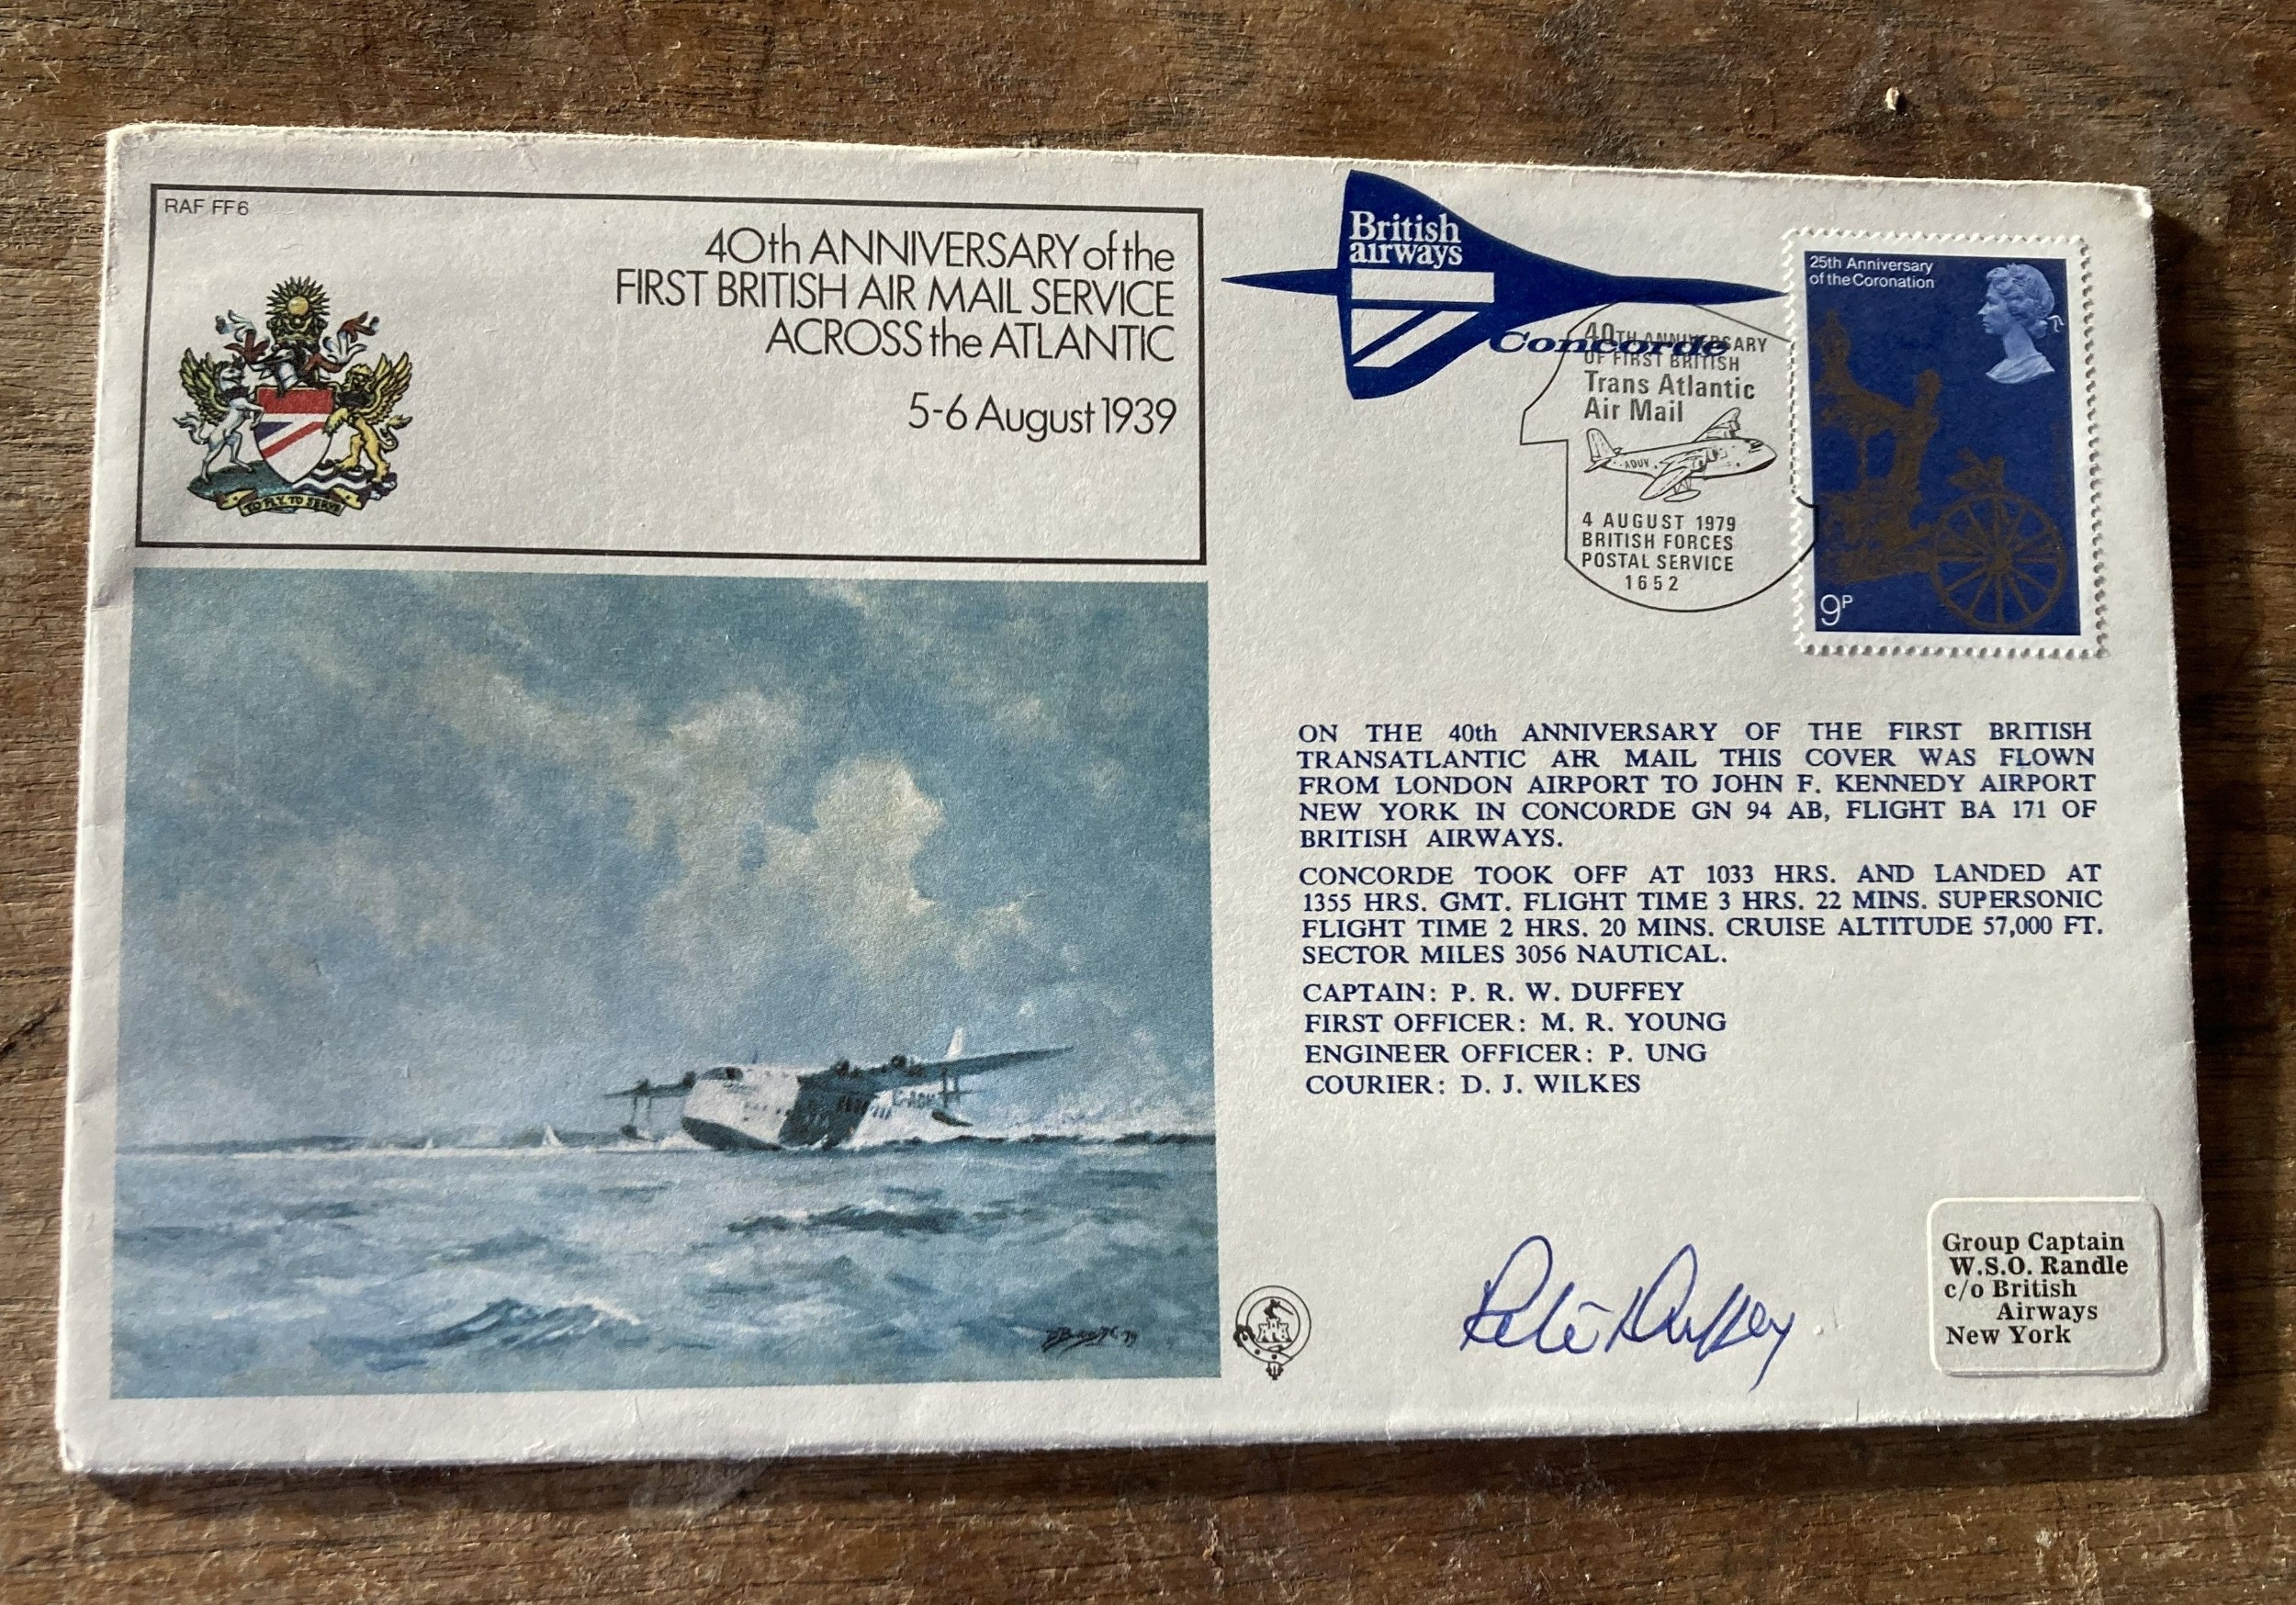 RAF FF6
40th ANNIVERSARY of the
FIRST BRITISH AIR MAIL SERVICE
ACROSS the ATLANTIC
5-6 August 1939
TO FLY TO SERVE
British
airways
Concorde
40TH ANNIVERSARY
OF FIRST BRITISH
Trans Atlantic
Air Mail
4 AUGUST 1979
BRITISH FORCES
POSTAL SERVICE
1652
25th Anniversary
of the Coronation
9P
ON THE 40th ANNIVERSARY OF THE FIRST BRITISH
TRANSATLANTIC AIR MAIL THIS COVER WAS FLOWN
FROM LONDON AIRPORT TO JOHN F. KENNEDY AIRPORT
NEW YORK IN CONCORDE GN 94 AB, FLIGHT BA 171 OF
BRITISH AIRWAYS.
CONCORDE TOOK OFF AT 1033 HRS. AND LANDED AT
1355 HRS. GMT. FLIGHT TIME 3 HRS. 22 MINS. SUPERSONIC
FLIGHT TIME 2 HRS. 20 MINS. CRUISE ALTITUDE 57,000 FT.
SECTOR MILES 3056 NAUTICAL.
CAPTAIN: P. R. W. DUFFEY
FIRST OFFICER: M. R. YOUNG
ENGINEER OFFICER: P. UNG
COURIER: D. J. WILKES
Pete Duffey
Group Captain
W.S.O. Randle
c/o British
Airways
New York